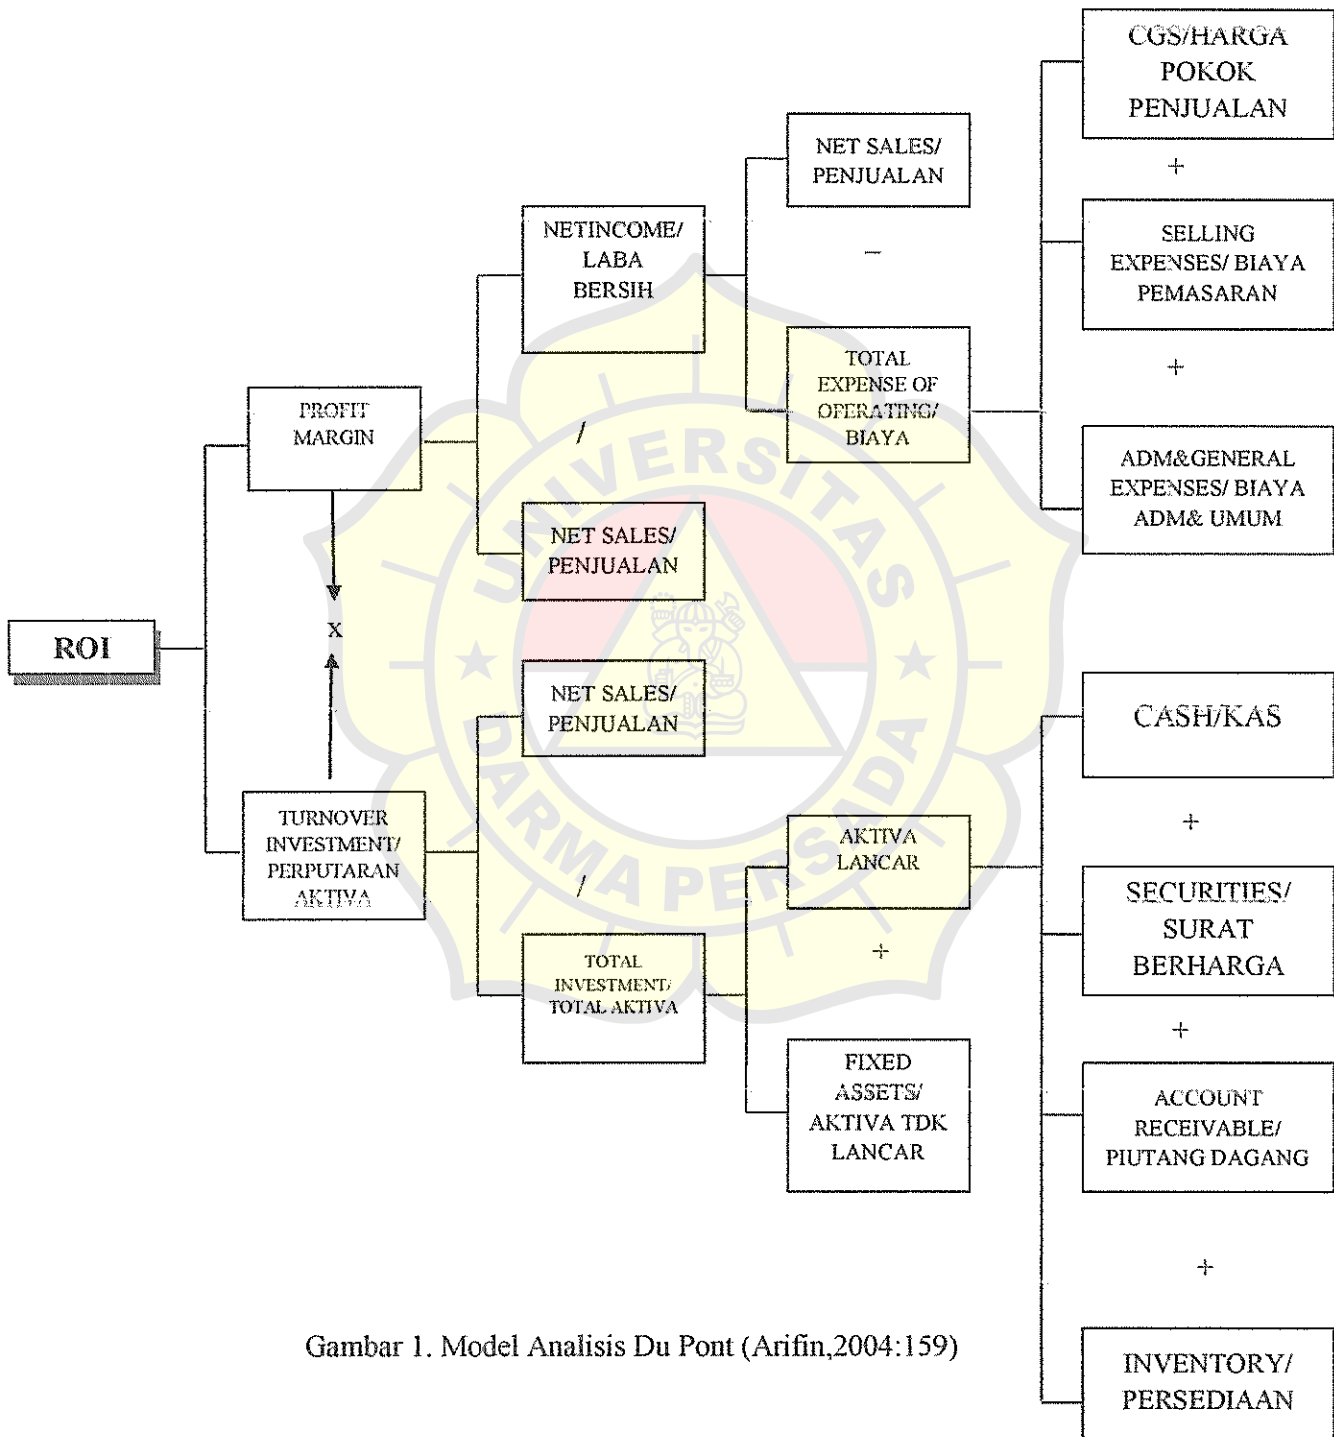 CGS/HARGA
POKOK
PENJUALAN
+
SELLING
EXPENSES/ BIAYA
PEMASARAN
+
ADM&GENERAL
EXPENSES/ BIAYA
ADM& UMUM
NET SALES/
PENJUALAN
–
TOTAL
EXPENSE OF
OPERATING/
BIAYA
NETINCOME/
LABA
BERSIH
/
NET SALES/
PENJUALAN
PROFIT
MARGIN
x
ROI
TURNOVER
INVESTMENT/
PERPUTARAN
AKTIVA
NET SALES/
PENJUALAN
/
TOTAL
INVESTMENT/
TOTAL AKTIVA
AKTIVA
LANCAR
+
FIXED
ASSETS/
AKTIVA TDK
LANCAR
CASH/KAS
+
SECURITIES/
SURAT
BERHARGA
+
ACCOUNT
RECEIVABLE/
PIUTANG DAGANG
+
INVENTORY/
PERSEDIAAN
UNIVERSITAS
DARMA PERSADA
Gambar 1. Model Analisis Du Pont (Arifin,2004:159)